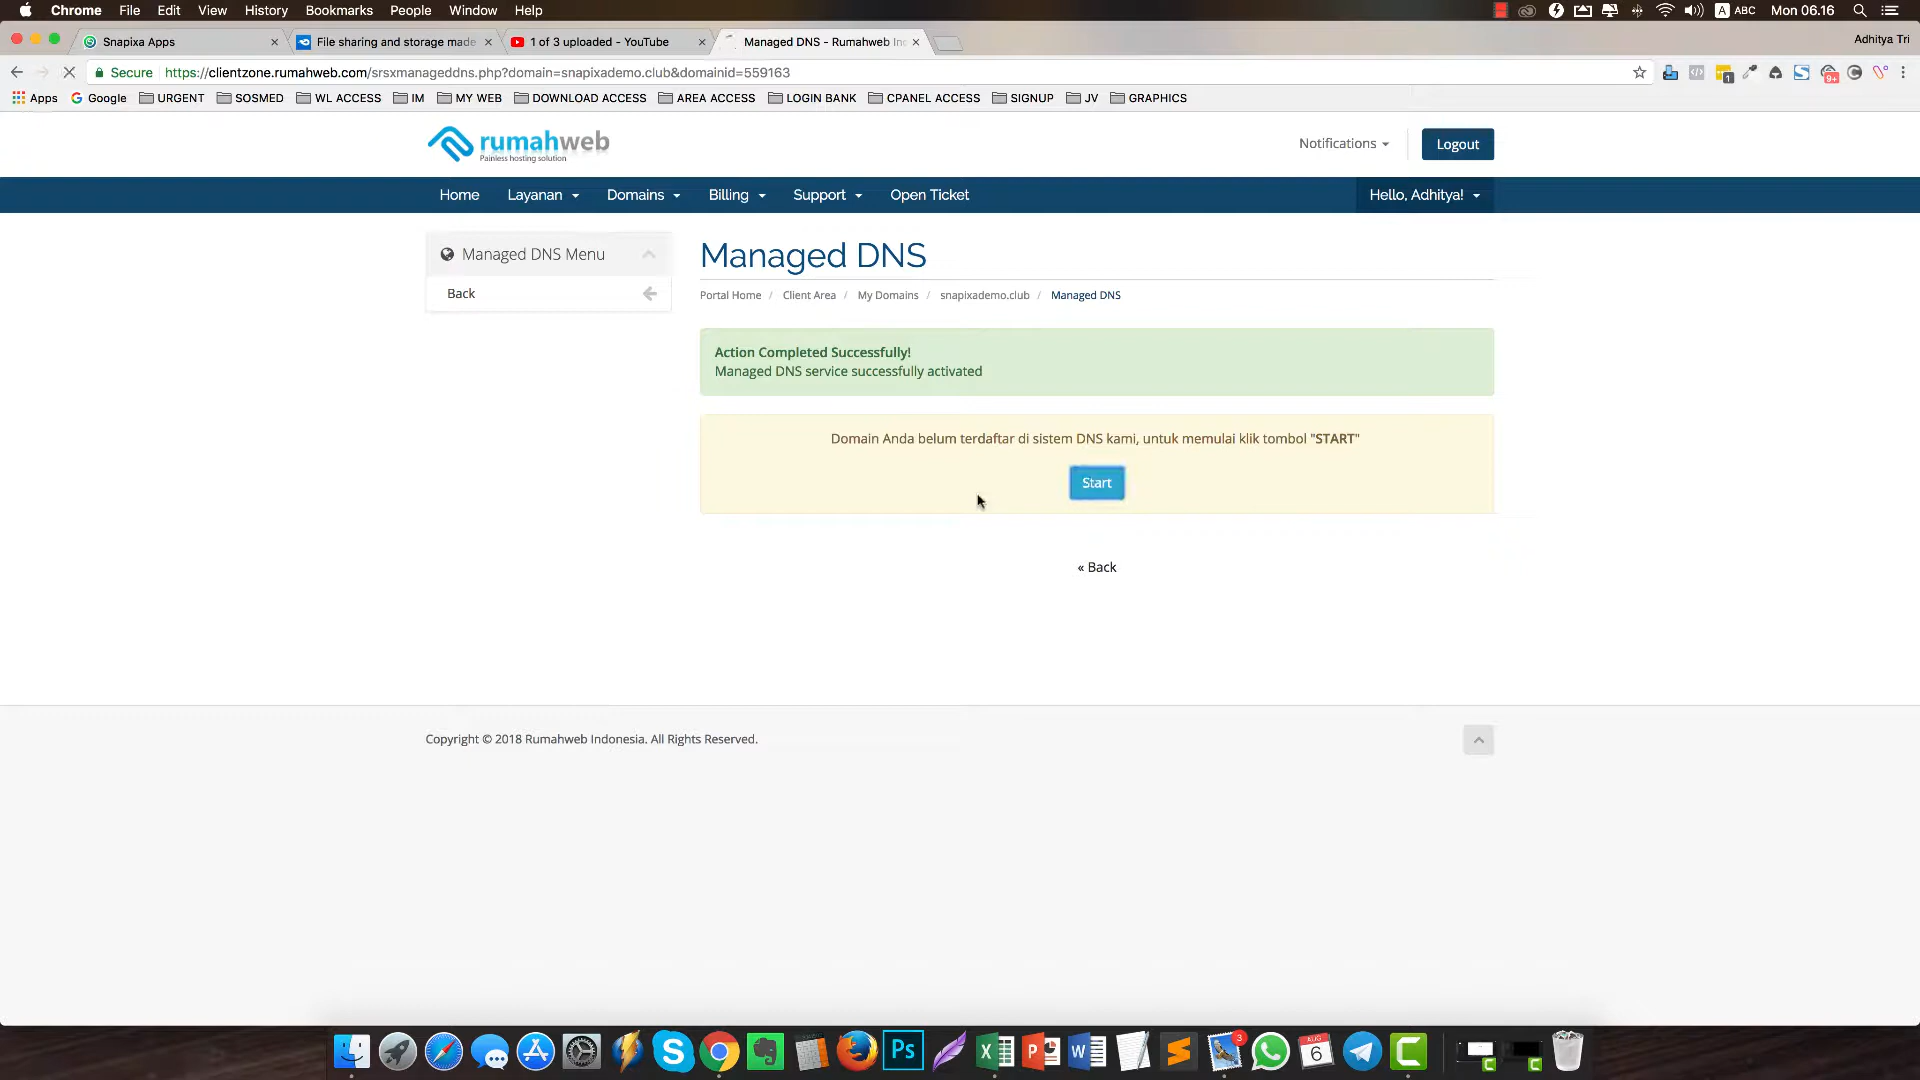 Chrome File Edit View History Bookmarks People Window Help
A ABC Mon 06.16
Snapixa Apps
File sharing and storage made
1 of 3 uploaded - YouTube
Managed DNS - Rumahweb In
Adhitya Tri
Secure https://clientzone.rumahweb.com/srsxmanageddns.php?domain=snapixademo.club&domainid=559163
1
9+
Apps Google URGENT SOSMED WL ACCESS IM MY WEB DOWNLOAD ACCESS AREA ACCESS LOGIN BANK CPANEL ACCESS SIGNUP JV GRAPHICS
rumahweb
Painless hosting solution
Notifications
Logout
Home Layanan Domains Billing Support Open Ticket Hello, Adhitya!
Managed DNS Menu
Back
Managed DNS
Portal Home / Client Area / My Domains / snapixademo.club / Managed DNS
Action Completed Successfully!
Managed DNS service successfully activated
Domain Anda belum terdaftar di sistem DNS kami, untuk memulai klik tombol "START"
Start
« Back
Copyright © 2018 Rumahweb Indonesia. All Rights Reserved.
S
Ps
X
P
W
S
3
AUG
6
C
C
C